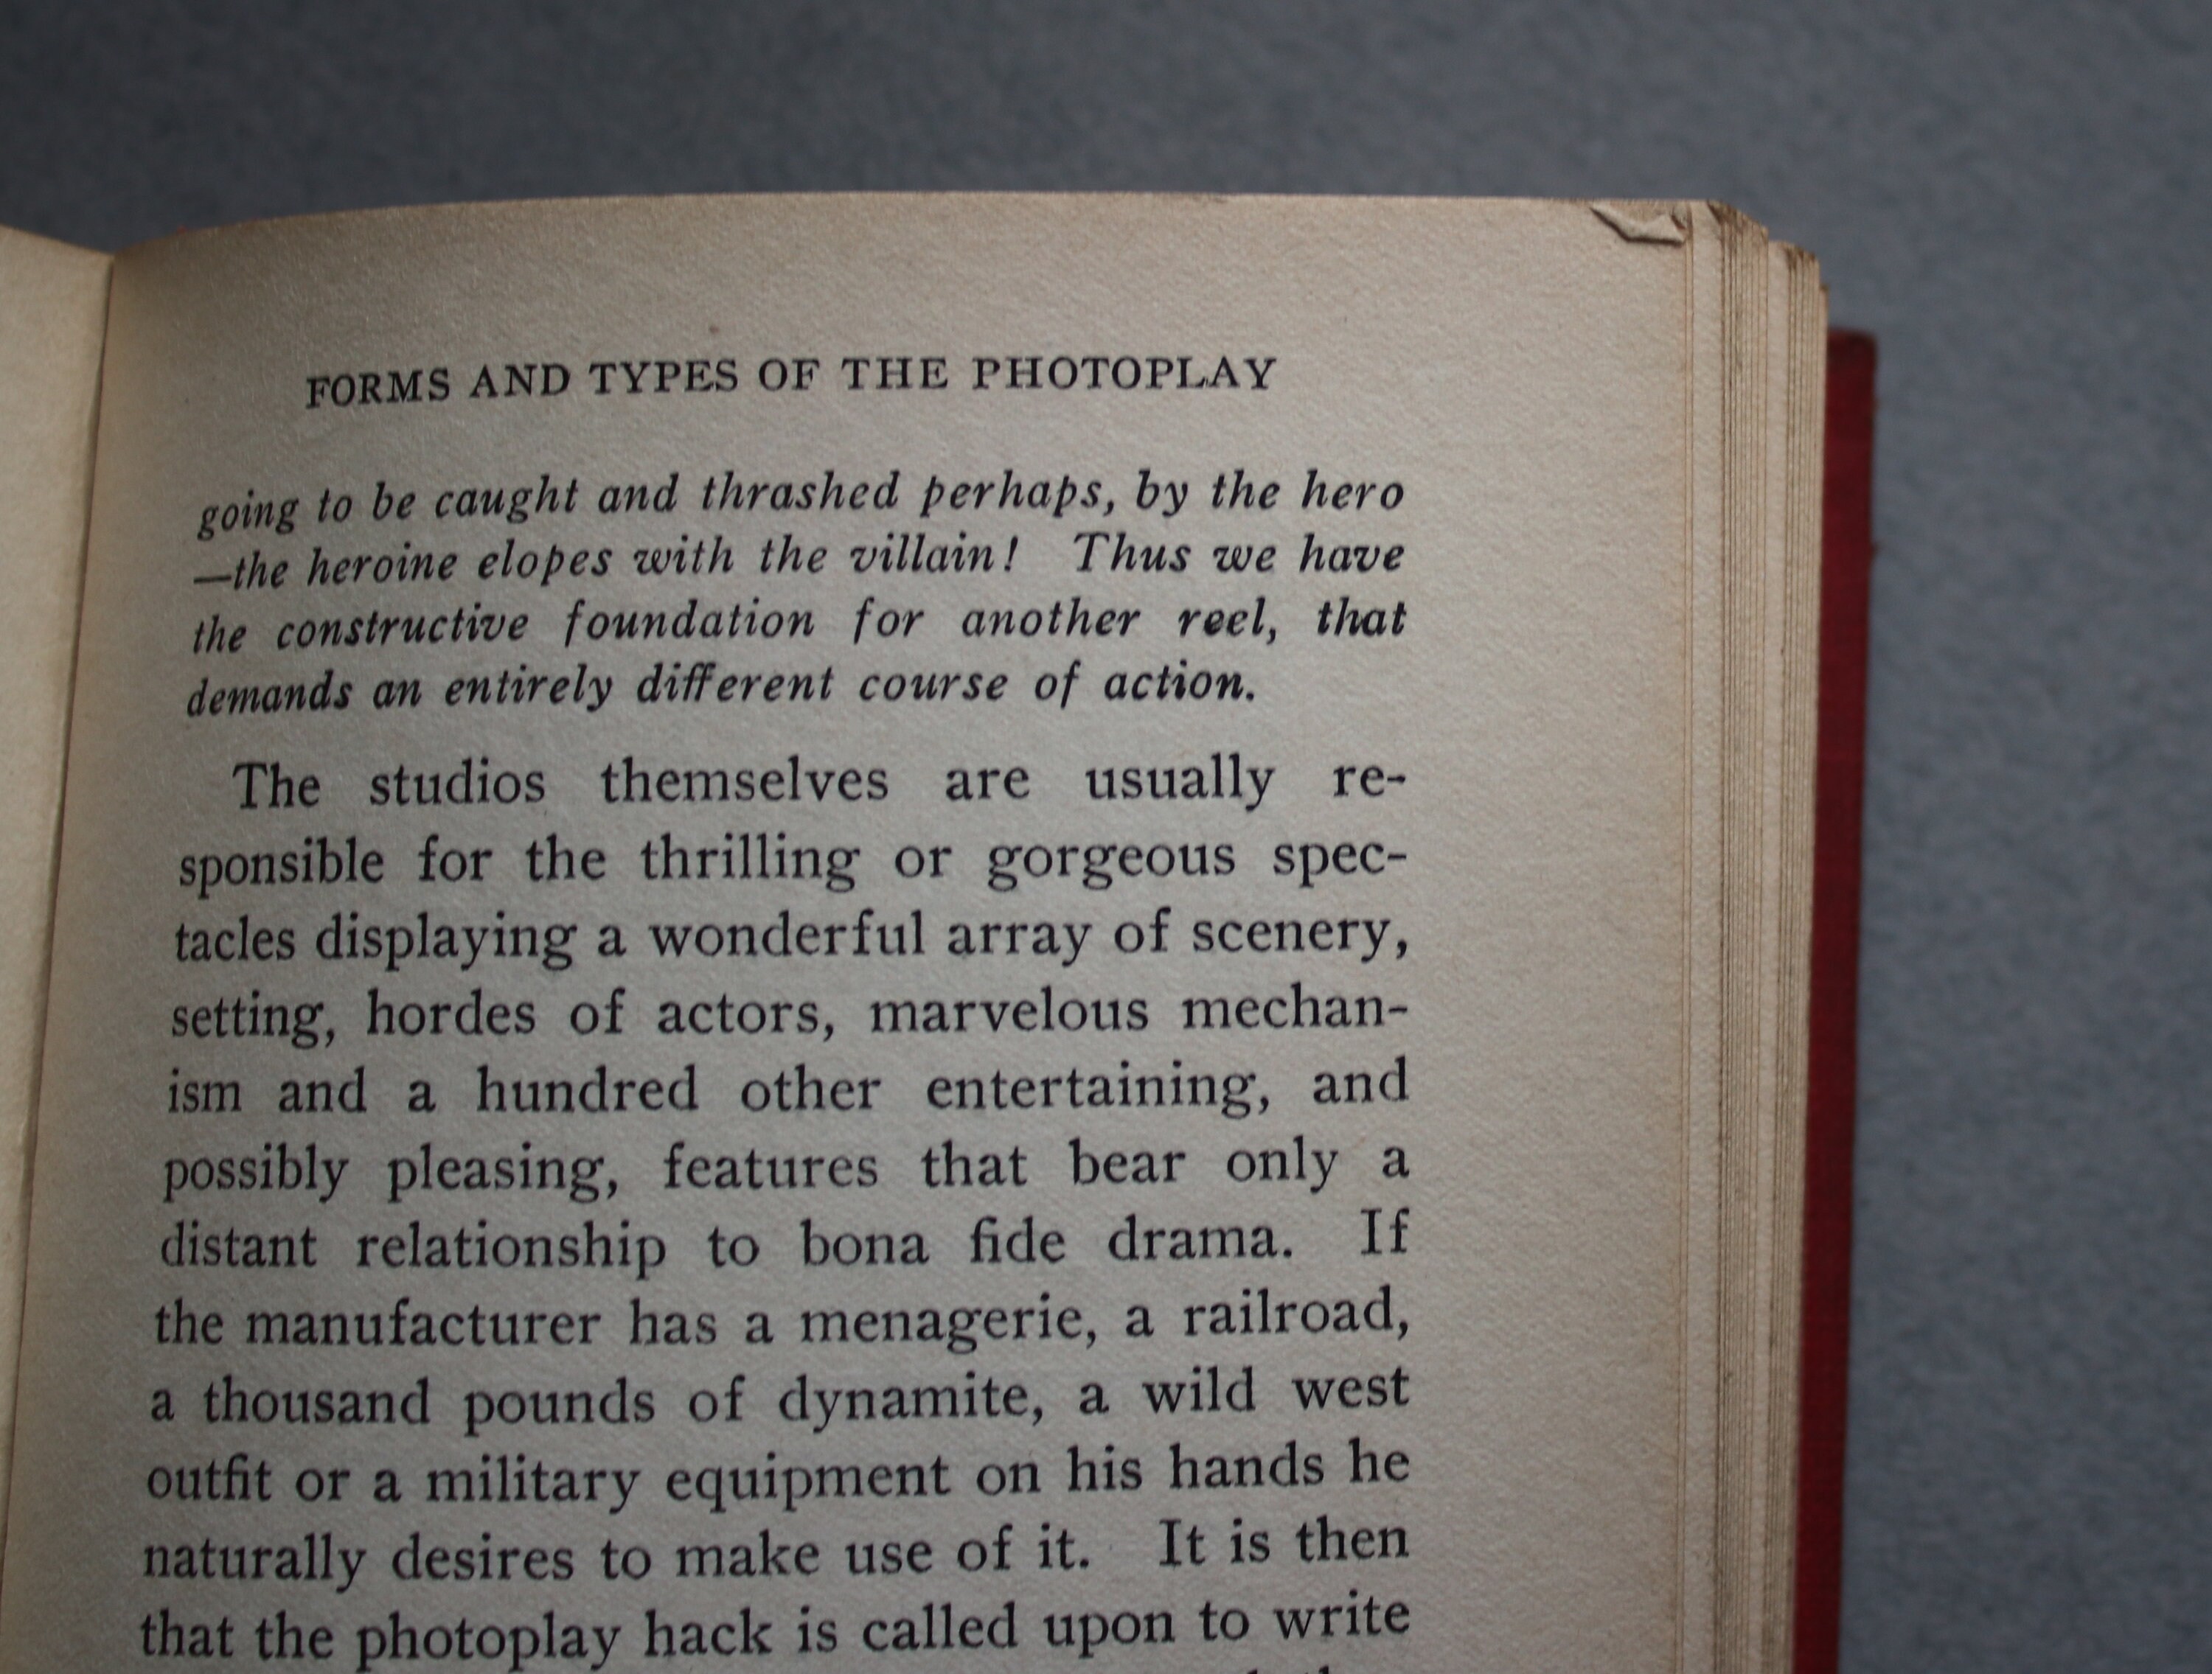 FORMS AND TYPES OF THE PHOTOPLAY
going to be caught and thrashed perhaps, by the hero
—the heroine elopes with the villain! Thus we have
the constructive foundation for another reel, that
demands an entirely different course of action.
The studios themselves are usually re-
sponsible for the thrilling or gorgeous spec-
tacles displaying a wonderful array of scenery,
setting, hordes of actors, marvelous mechan-
ism and a hundred other entertaining, and
possibly pleasing, features that bear only a
distant relationship to bona fide drama. If
the manufacturer has a menagerie, a railroad,
a thousand pounds of dynamite, a wild west
outfit or a military equipment on his hands he
naturally desires to make use of it. It is then
that the photoplay hack is called upon to write